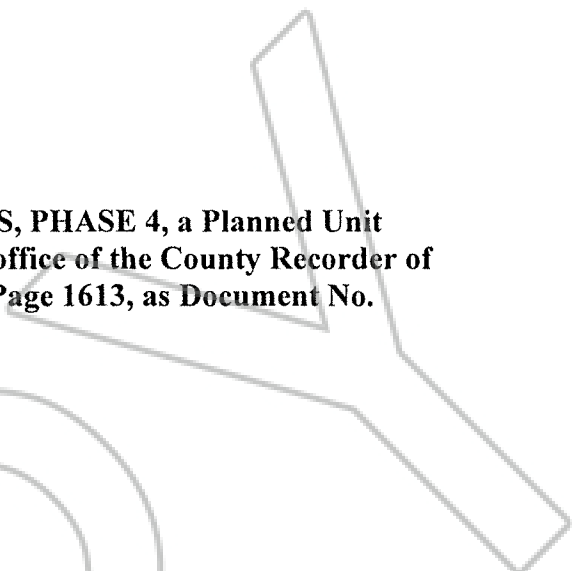 S, PHASE 4, a Planned Unit
office of the County Recorder of
Page 1613, as Document No.